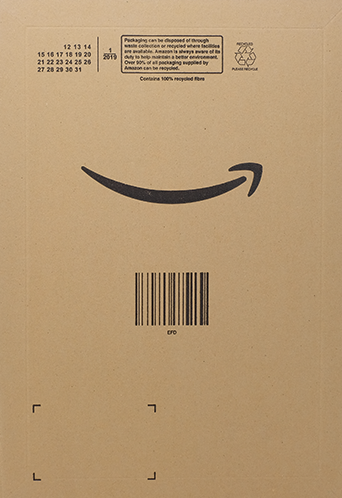 12 13 14
15 16 17 18 19 20
21 22 23 24 25 26
27 28 29 30 31
1
2019
Packaging can be disposed of through
waste collection or recycled where facilities
are available. Amazon is always aware of its
duty to help maintain a better environment.
Over 90% of all packaging supplied by
Amazon can be recycled.
Contains 100% recycled fibre
RECYCLED
PLEASE RECYCLE
EFD